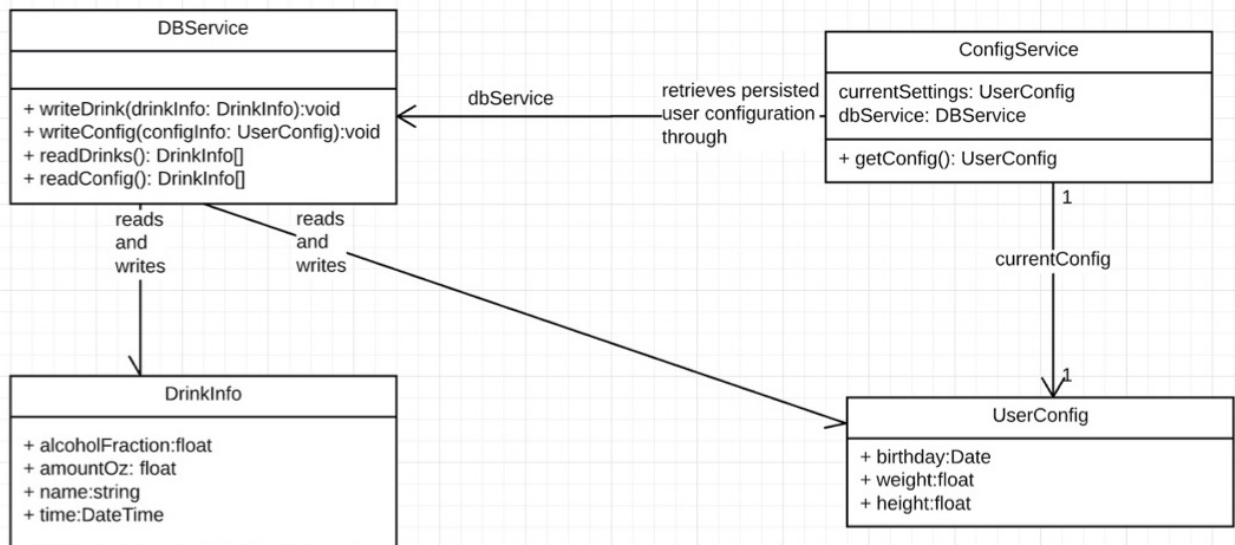 DBService
+ writeDrink(drinkInfo: DrinkInfo):void
+ writeConfig(configInfo: UserConfig):void
+ readDrinks(): DrinkInfo[]
+ readConfig(): DrinkInfo[]
dbService
retrieves persisted
user configuration
through
ConfigService
currentSettings: UserConfig
dbService: DBService
+ getConfig(): UserConfig
reads
and
writes
reads
and
writes
1
currentConfig
1
DrinkInfo
+ alcoholFraction:float
+ amountOz: float
+ name:string
+ time:DateTime
UserConfig
+ birthday:Date
+ weight:float
+ height:float